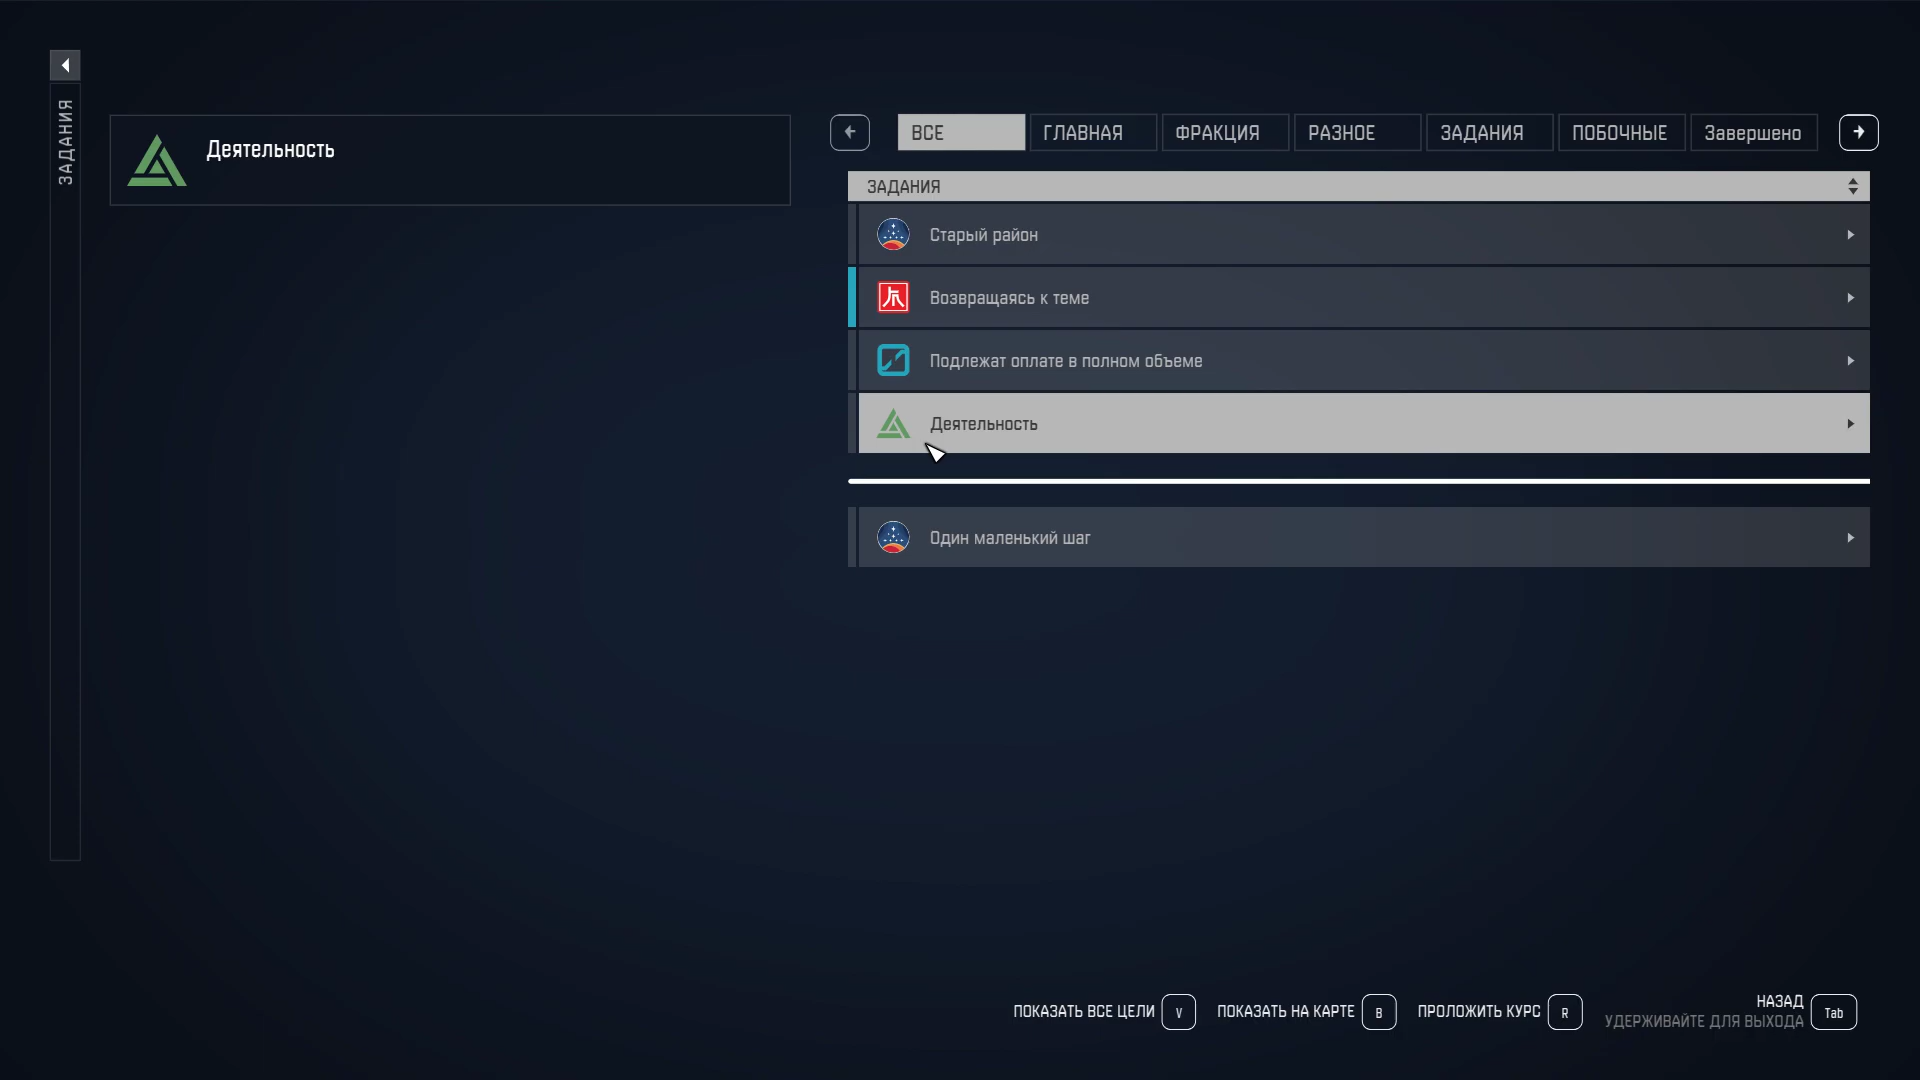 ЗАДАНИЯ
Деятельность
ВСЕ
ГЛАВНАЯ
ФРАКЦИЯ
РАЗНОЕ
ЗАДАНИЯ
ПОБОЧНЫЕ
Завершено
ЗАДАНИЯ
Старый район
Возвращаясь к теме
Подлежат оплате в полном объеме
Деятельность
Один маленький шаг
ПОКАЗАТЬ ВСЕ ЦЕЛИ V
ПОКАЗАТЬ НА КАРТЕ B
ПРОЛОЖИТЬ КУРС R
НАЗАД
УДЕРЖИВАЙТЕ ДЛЯ ВЫХОДА Tab